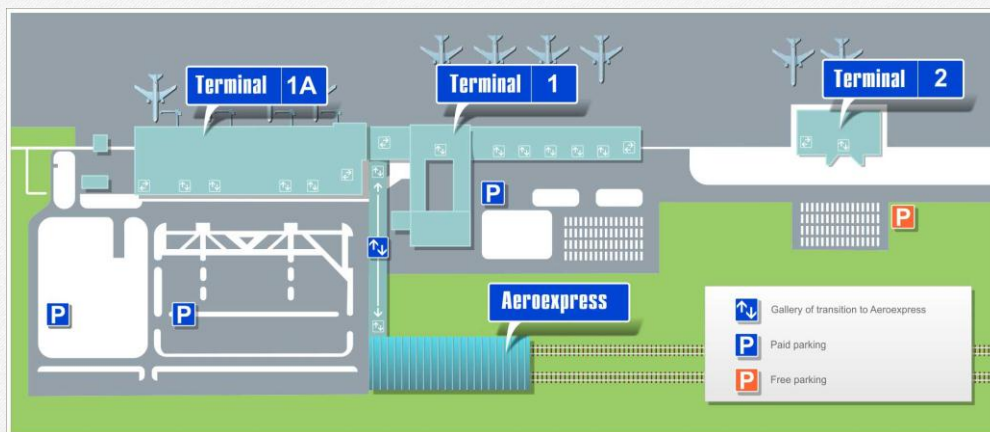 Terminal 1A
Terminal 1
Terminal 2
P
P
P
P
Aeroexpress
Gallery of transition to Aeroexpress
P Paid parking
P Free parking